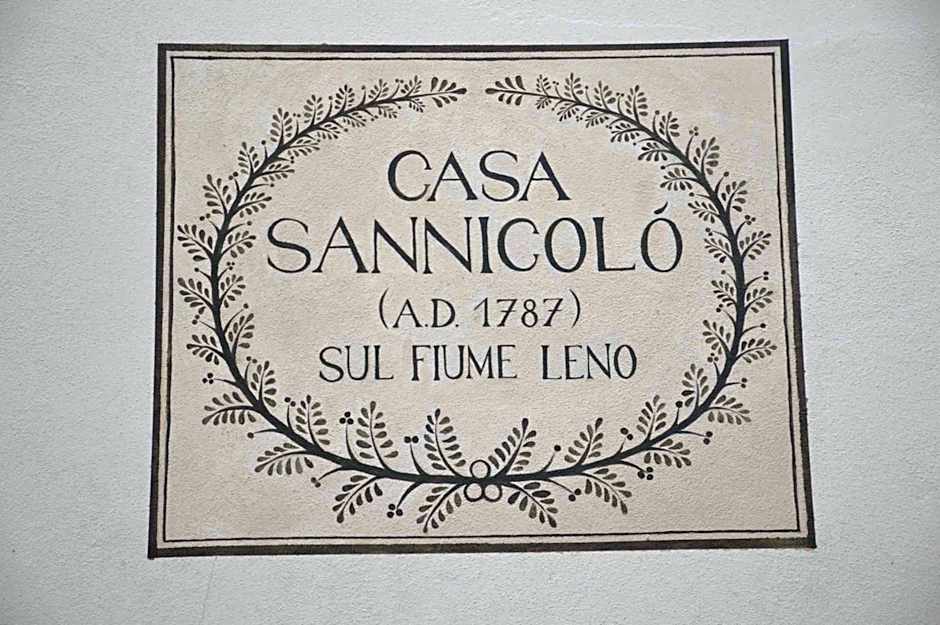 CASA
SANNICOLÓ
(A.D. 1787)
SUL FIUME LENO